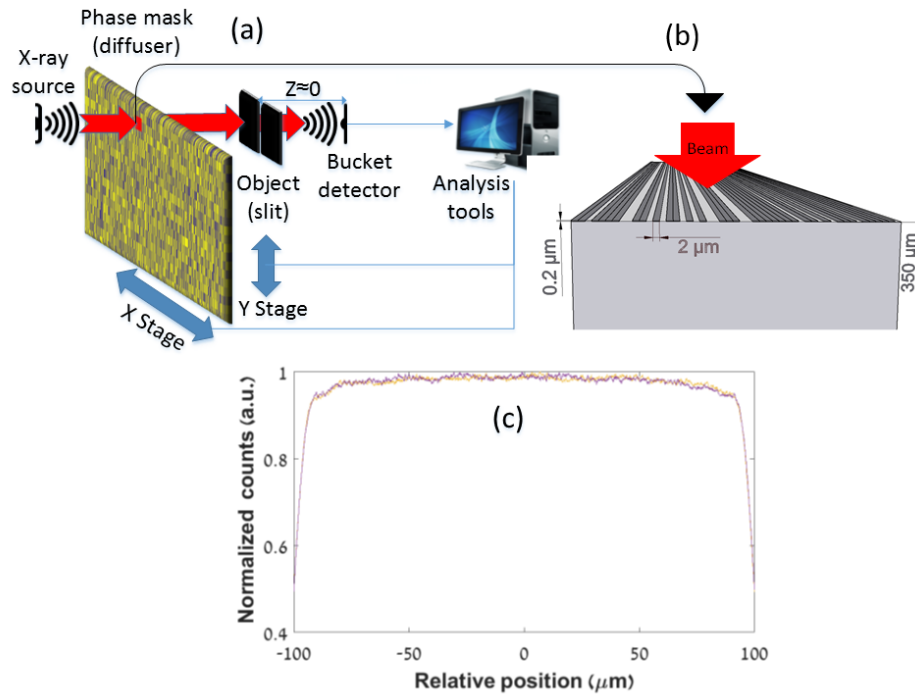 (a)
(b)
Phase mask
(diffuser)
X-ray
source
Z≈0
Object
(slit)
Bucket
detector
Analysis
tools
X Stage
Y Stage
Beam
0.2 µm
2 µm
350 µm
(c)
Normalized counts (a.u.)
1
0.8
0.6
0.4
-100
-50
0
50
100
Relative position (µm)